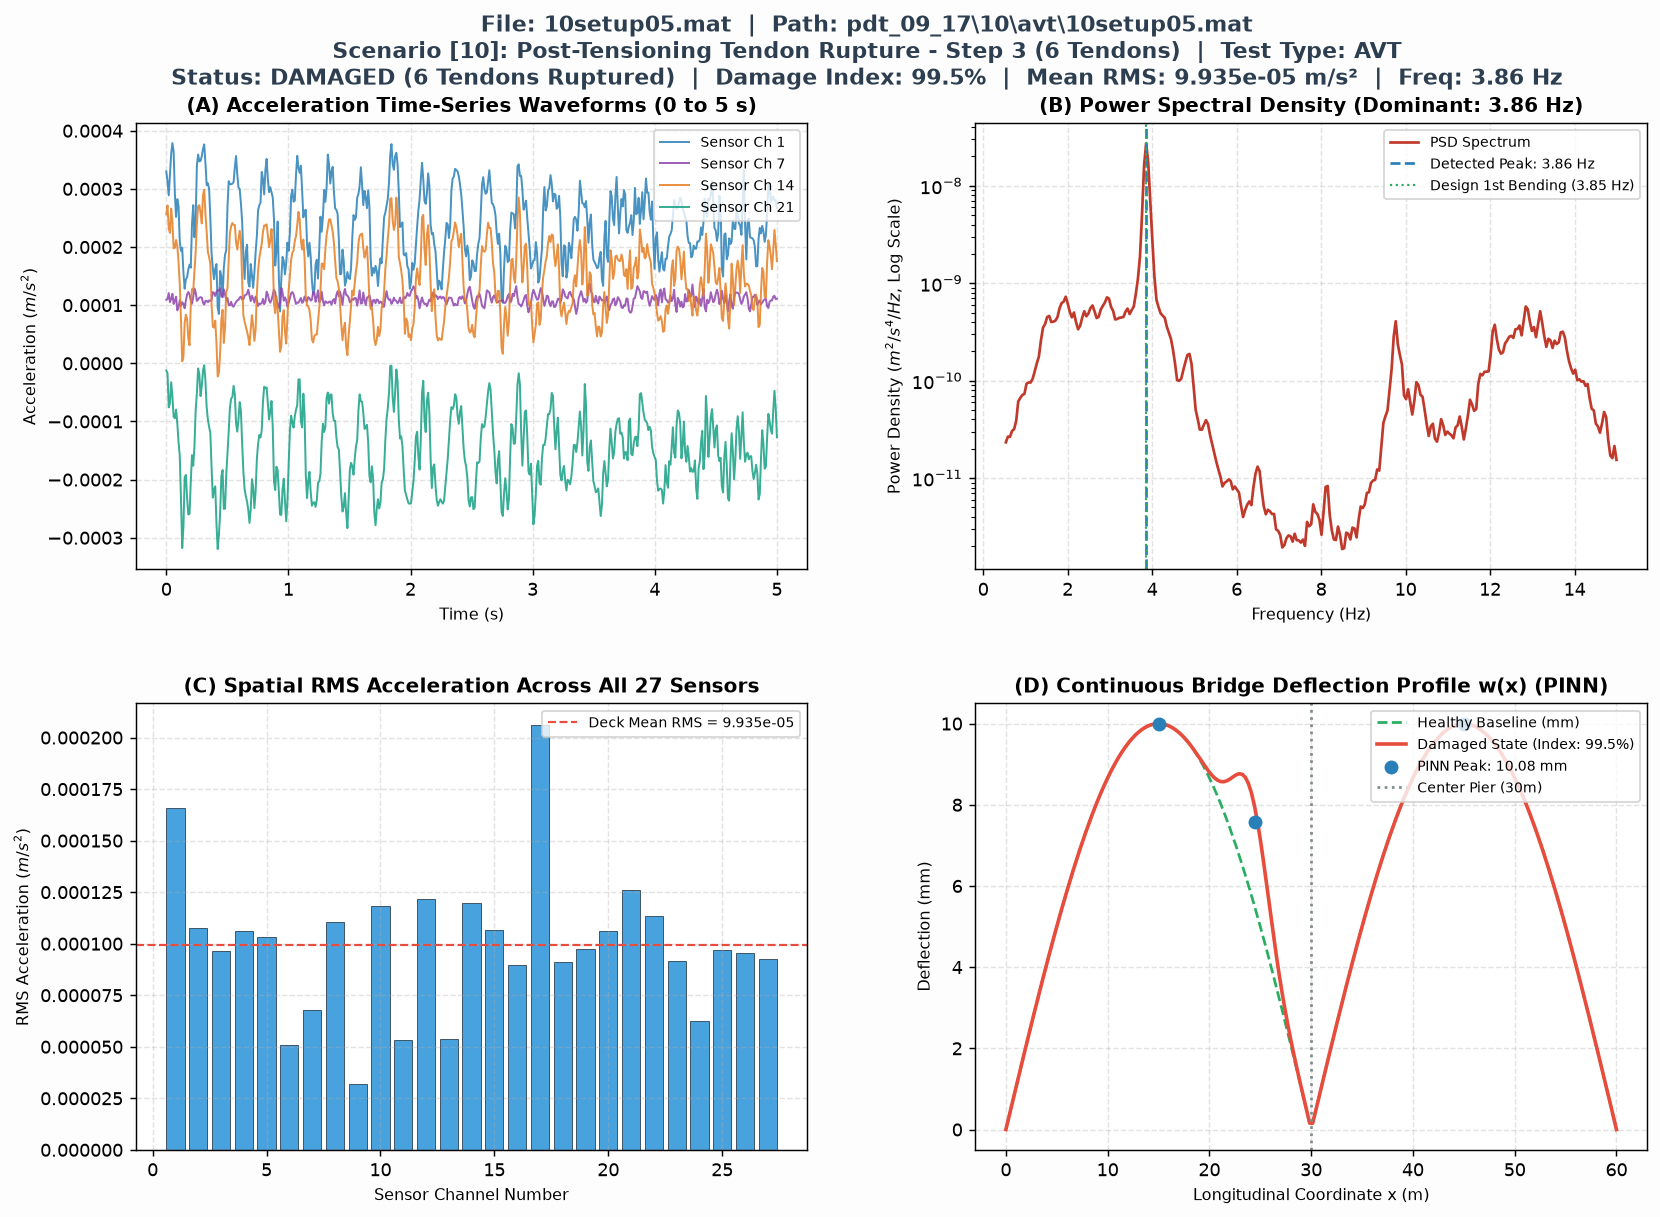 File: 10setup05.mat | Path: pdt_09_17\10\avt\10setup05.mat
Scenario [10]: Post-Tensioning Tendon Rupture - Step 3 (6 Tendons) | Test Type: AVT
Status: DAMAGED (6 Tendons Ruptured) | Damage Index: 99.5% | Mean RMS: 9.935e-05 m/s² | Freq: 3.86 Hz
(A) Acceleration Time-Series Waveforms (0 to 5 s)
Acceleration (m/s²)
0.0004
0.0003
0.0002
0.0001
0.0000
−0.0001
−0.0002
−0.0003
Sensor Ch 1
Sensor Ch 7
Sensor Ch 14
Sensor Ch 21
0 1 2 3 4 5
Time (s)
(B) Power Spectral Density (Dominant: 3.86 Hz)
Power Density (m²/s⁴/Hz, Log Scale)
10⁻⁸
10⁻⁹
10⁻¹⁰
10⁻¹¹
PSD Spectrum
Detected Peak: 3.86 Hz
Design 1st Bending (3.85 Hz)
0 2 4 6 8 10 12 14
Frequency (Hz)
(C) Spatial RMS Acceleration Across All 27 Sensors
RMS Acceleration (m/s²)
0.000200
0.000175
0.000150
0.000125
0.000100
0.000075
0.000050
0.000025
0.000000
Deck Mean RMS = 9.935e-05
0 5 10 15 20 25
Sensor Channel Number
(D) Continuous Bridge Deflection Profile w(x) (PINN)
Deflection (mm)
10
8
6
4
2
0
Healthy Baseline (mm)
Damaged State (Index: 99.5%)
PINN Peak: 10.08 mm
Center Pier (30m)
0 10 20 30 40 50 60
Longitudinal Coordinate x (m)